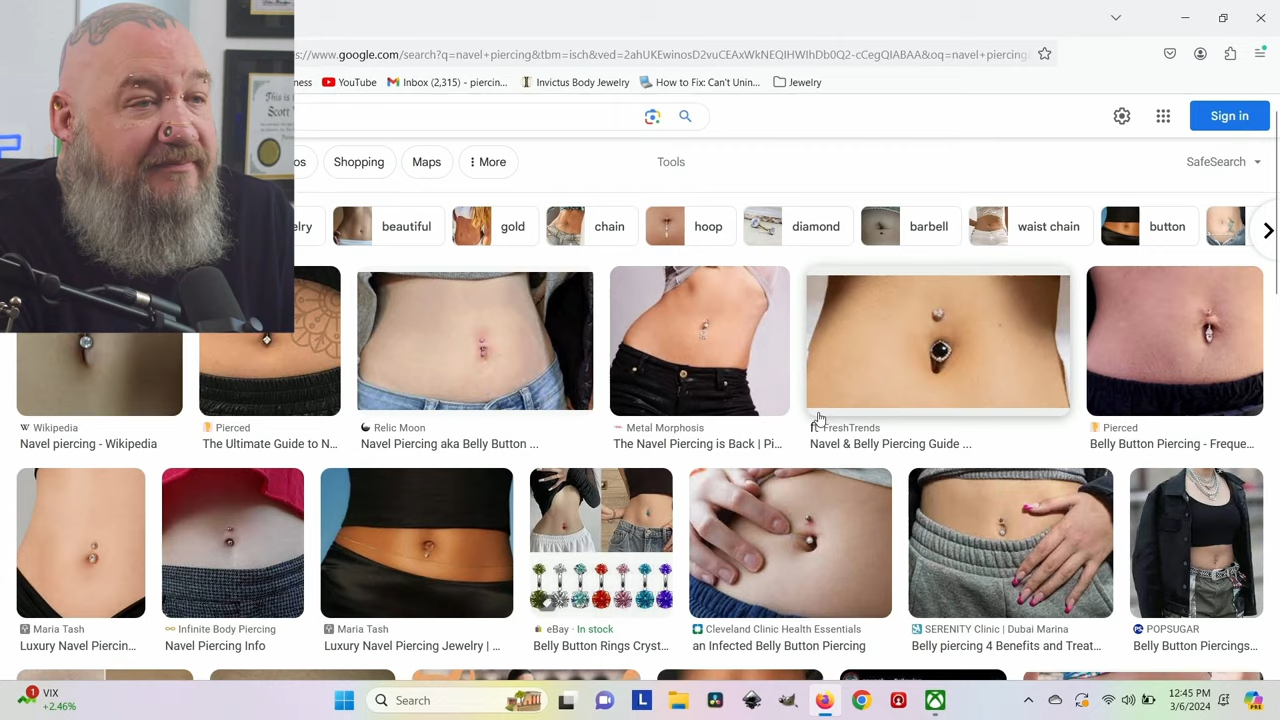 This is
Scott
s://www.google.com/search?q=navel+piercing&tbm=isch&ved=2ahUKEwinosD2xuCEAxWkNEQIHWIhDb0Q2-cCegQIABAA&oq=navel+piercing
ness YouTube Inbox (2,315) - piercin... Invictus Body Jewelry How to Fix Can't Unin... Jewelry
Sign in
os Shopping Maps More Tools SafeSearch
elry beautiful gold chain hoop diamond barbell waist chain button
W Wikipedia Pierced Relic Moon Metal Morphosis ft FreshTrends Pierced
Navel piercing - Wikipedia The Ultimate Guide to N... Navel Piercing aka Belly Button ... The Navel Piercing is Back | Pi... Navel & Belly Piercing Guide ... Belly Button Piercing - Freque...
Maria Tash Infinite Body Piercing Maria Tash eBay · In stock Cleveland Clinic Health Essentials SERENITY Clinic | Dubai Marina POPSUGAR
Luxury Navel Piercin... Navel Piercing Info Luxury Navel Piercing Jewelry | ... Belly Button Rings Cryst... an Infected Belly Button Piercing Belly piercing 4 Benefits and Treat... Belly Button Piercings...
1 VIX
+2.46%
Search
L
12:45 PM
3/6/2024